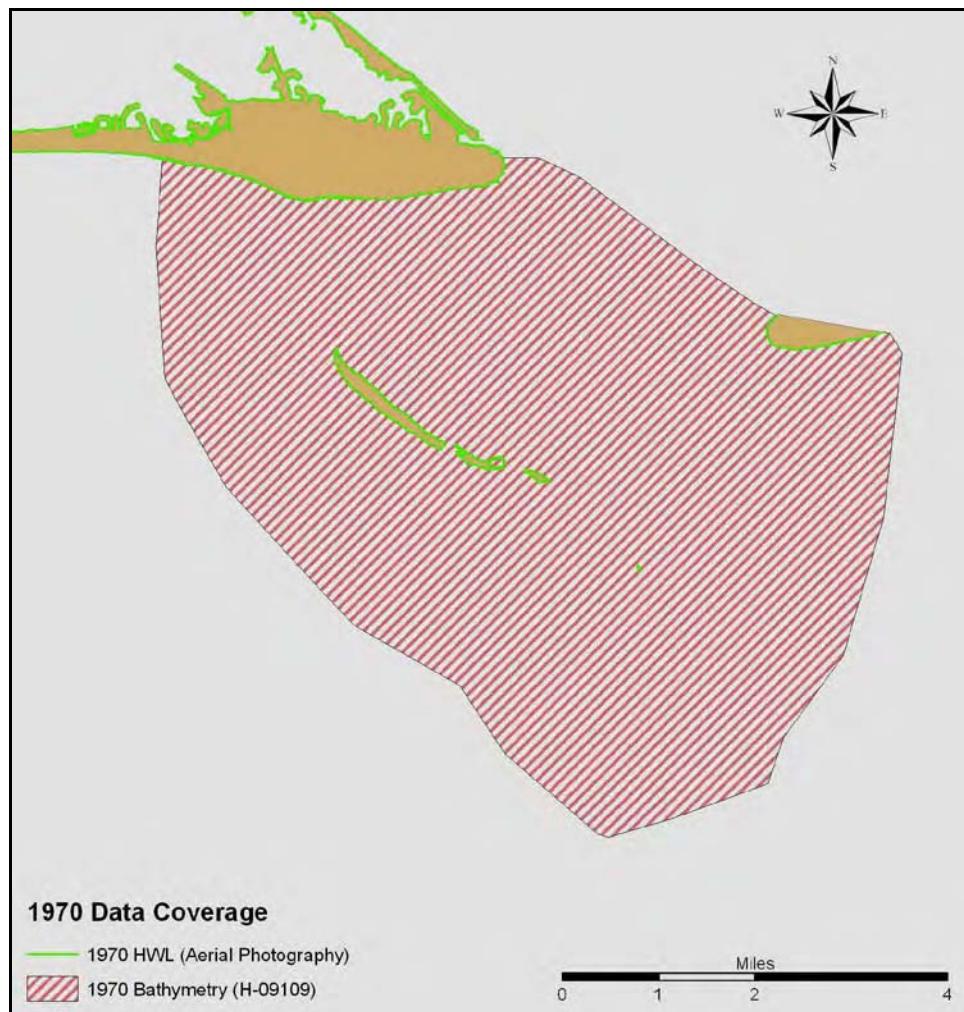 N
W E
S
1970 Data Coverage
1970 HWL (Aerial Photography)
1970 Bathymetry (H-09109)
Miles
0 1 2 4